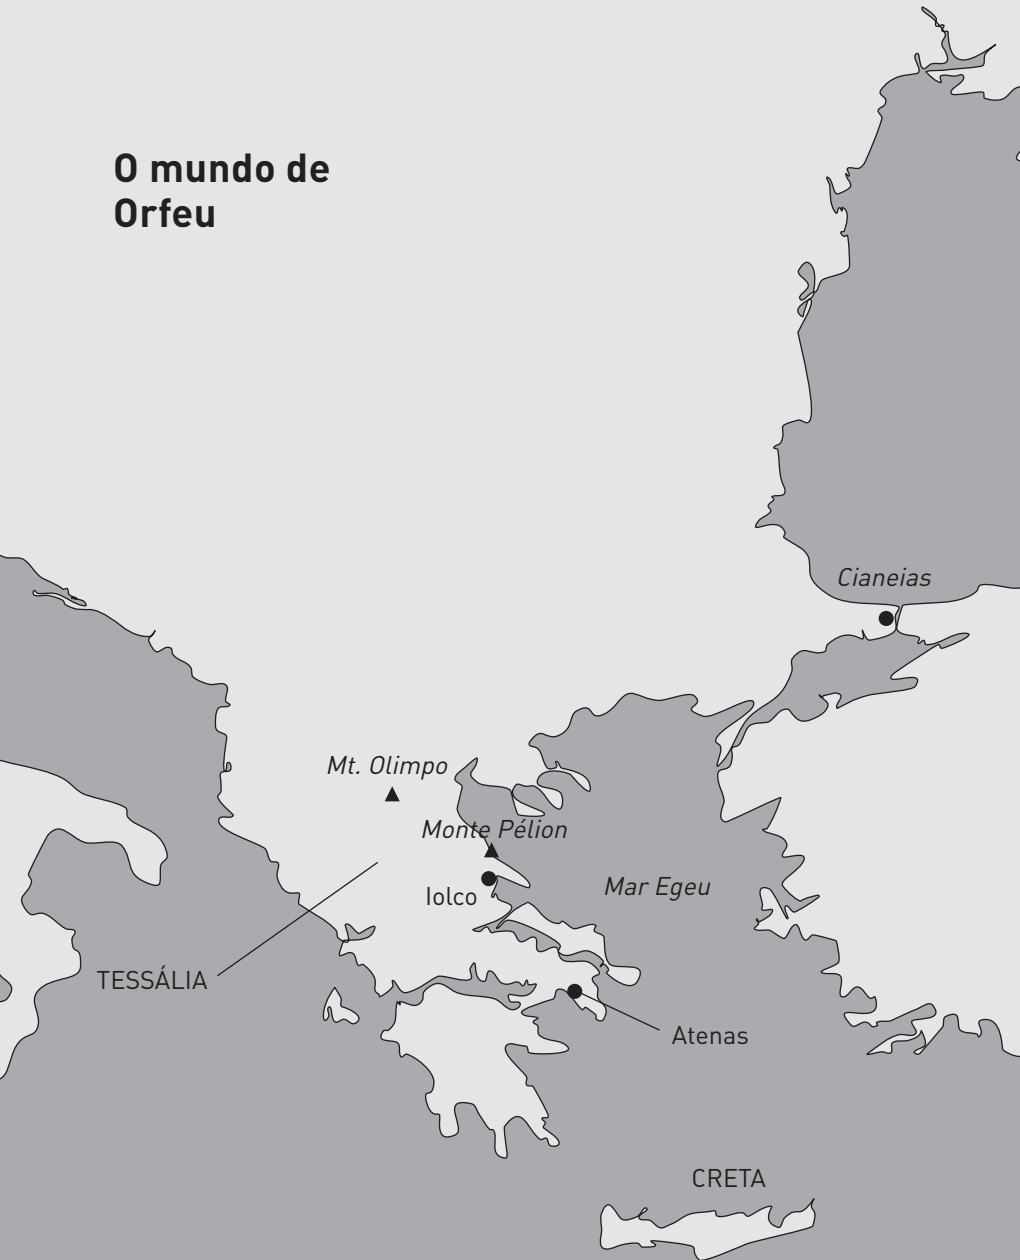 O mundo de
Orfeu
Cianeias
Mt. Olimpo
Monte Pélion
Mar Egeu
Iolco
TESSÁLIA
Atenas
CRETA